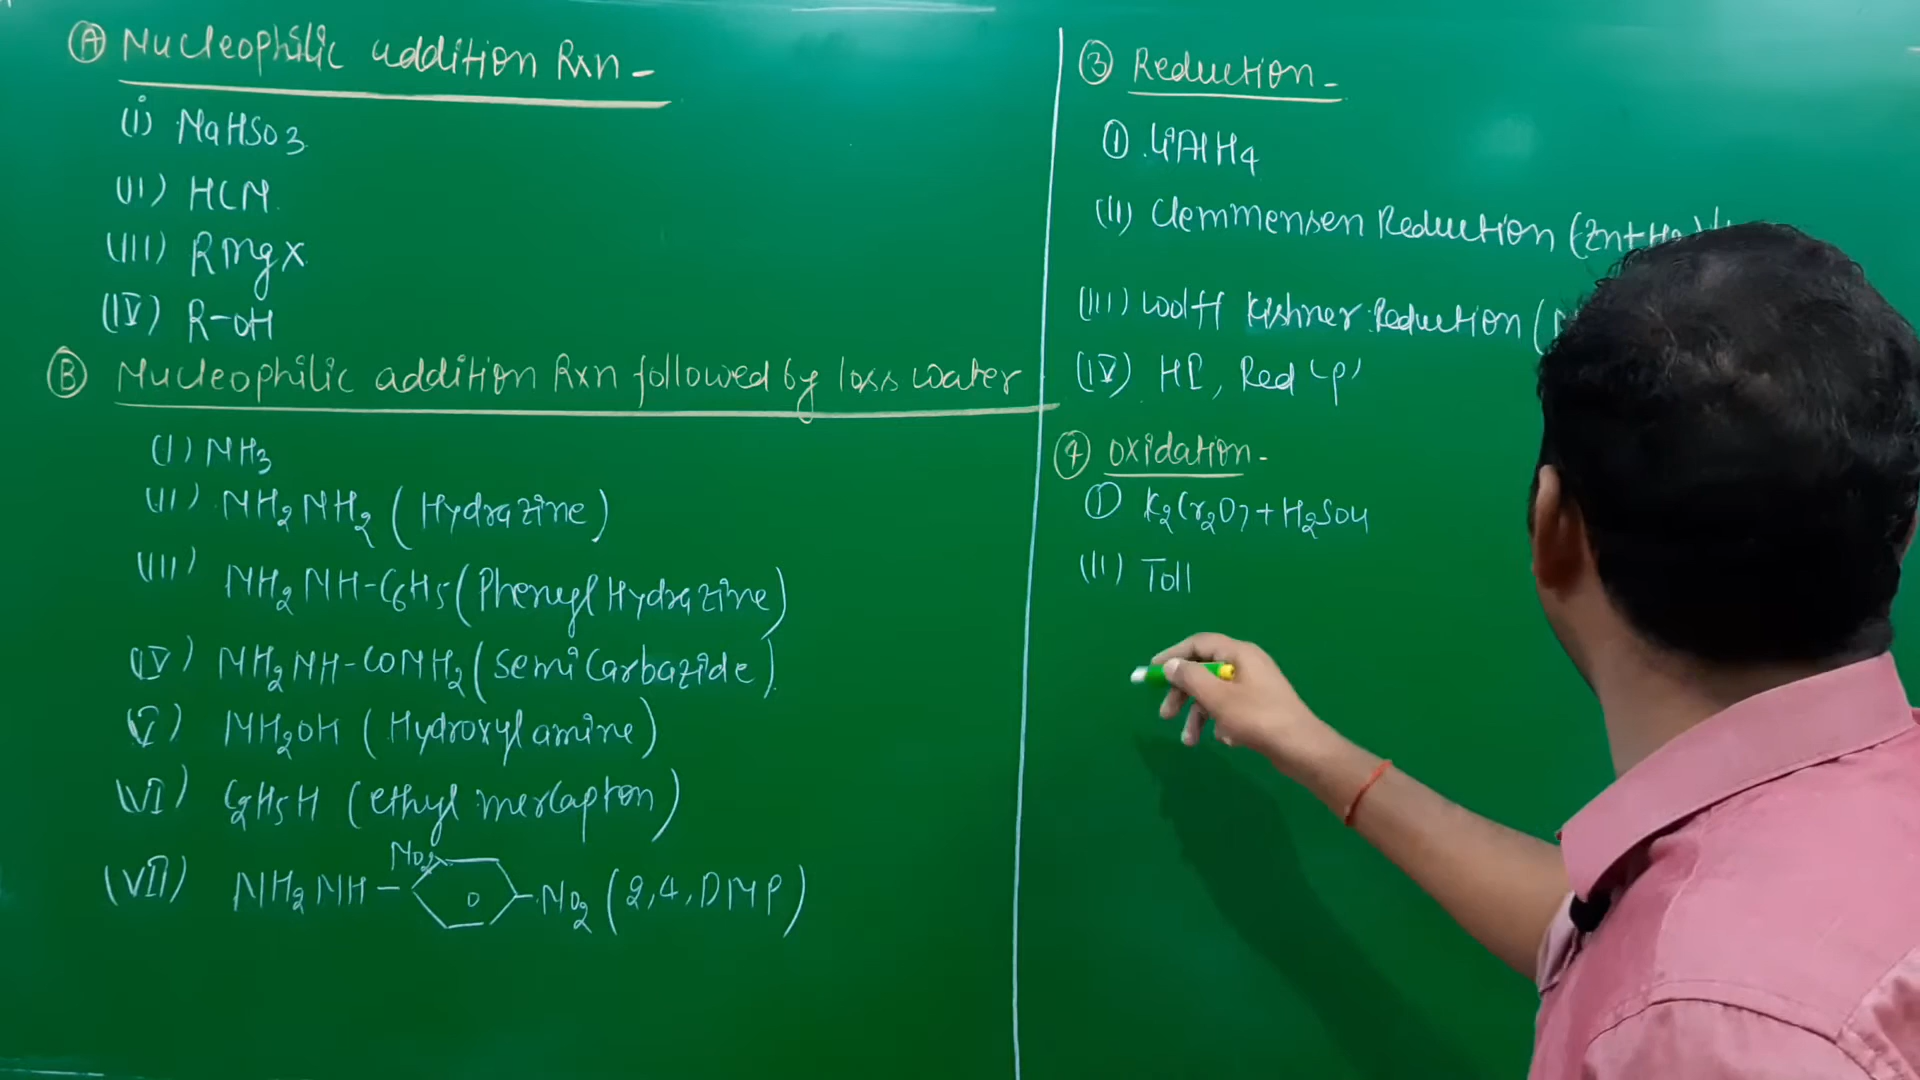 Ⓐ Nucleophilic addition Rxn -
(i) NaHSO3
(II) HCN
(III) RMgx
(IV) R-OH
Ⓑ Nucleophilic addition Rxn followed by loss water
(I) NH3
(II) NH2NH2 (Hydrazine)
(III) NH2NH-C6H5 (Phenyl Hydrazine)
(IV) NH2NH-CONH2 (Semi Carbazide)
(V) NH2OH (Hydroxyl amine)
(VI) C2H5H (ethyl mercapton)
NO2
(VII) NH2NH- -NO2 (2,4, DNP)
③ Reduction -
① LiAlH4
(II) Clemmensen Reduction (Zn+Hg)
(III) Wolff Kishner Reduction (
(IV) HI, Red 'P'
④ Oxidation -
① K2Cr2O7 + H2SO4
(II) Toll